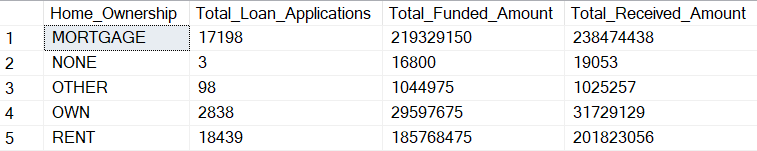 Home_Ownership Total_Loan_Applications Total_Funded_Amount Total_Received_Amount
1 MORTGAGE 17198 219329150 238474438
2 NONE 3 16800 19053
3 OTHER 98 1044975 1025257
4 OWN 2838 29597675 31729129
5 RENT 18439 185768475 201823056